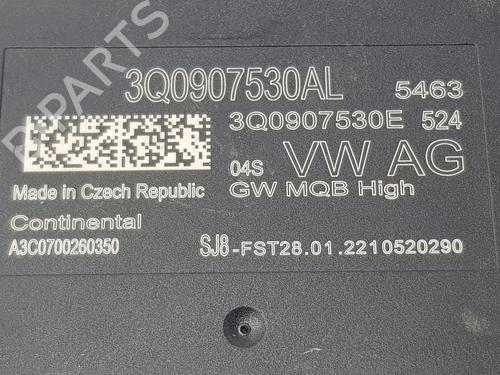 3Q0907530AL 5463
3Q0907530E 524
04S VW AG
GW MQB High
Made in Czech Republic
Continental
A3C0700260350 SJ8-FST28.01.2210520290
B-PARTS